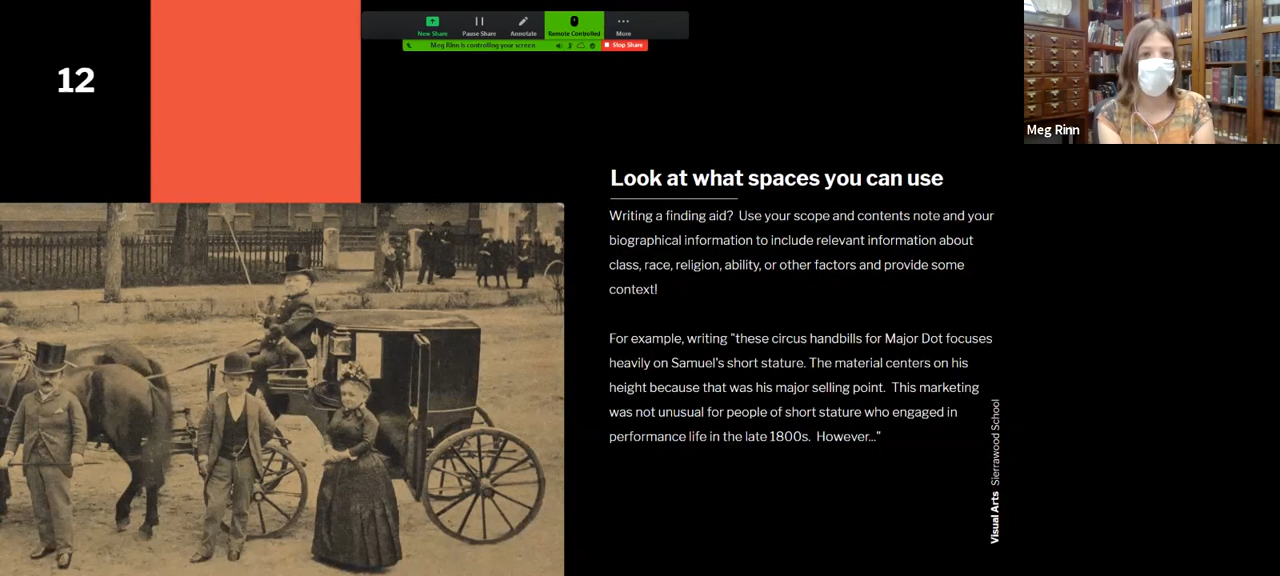 12
New Share
Pause Share
Annotate
Remote Controlled
More
Meg Rinn is controlling your screen
Stop Share
Meg Rinn
Look at what spaces you can use
Writing a finding aid? Use your scope and contents note and your
biographical information to include relevant information about
class, race, religion, ability, or other factors and provide some
context!
For example, writing "these circus handbills for Major Dot focuses
heavily on Samuel's short stature. The material centers on his
height because that was his major selling point. This marketing
was not unusual for people of short stature who engaged in
performance life in the late 1800s. However..."
Visual Arts Sierrawood School